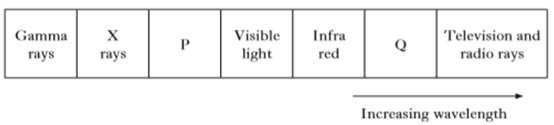 Gamma
rays
X
rays
P
Visible
light
Infra
red
Q
Television and
radio rays
Increasing wavelength